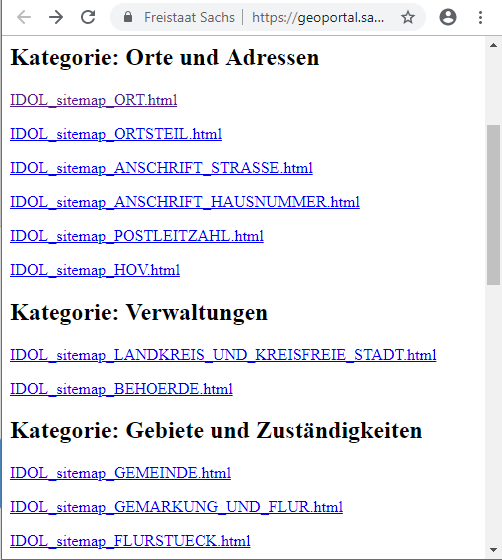 Freistaat Sachs | https://geoportal.sa...
Kategorie: Orte und Adressen
IDOL_sitemap_ORT.html
IDOL_sitemap_ORTSTEIL.html
IDOL_sitemap_ANSCHRIFT_STRASSE.html
IDOL_sitemap_ANSCHRIFT_HAUSNUMMER.html
IDOL_sitemap_POSTLEITZAHL.html
IDOL_sitemap_HOV.html
Kategorie: Verwaltungen
IDOL_sitemap_LANDKREIS_UND_KREISFREIE_STADT.html
IDOL_sitemap_BEHOERDE.html
Kategorie: Gebiete und Zuständigkeiten
IDOL_sitemap_GEMEINDE.html
IDOL_sitemap_GEMARKUNG_UND_FLUR.html
IDOL_sitemap_FLURSTUECK.html